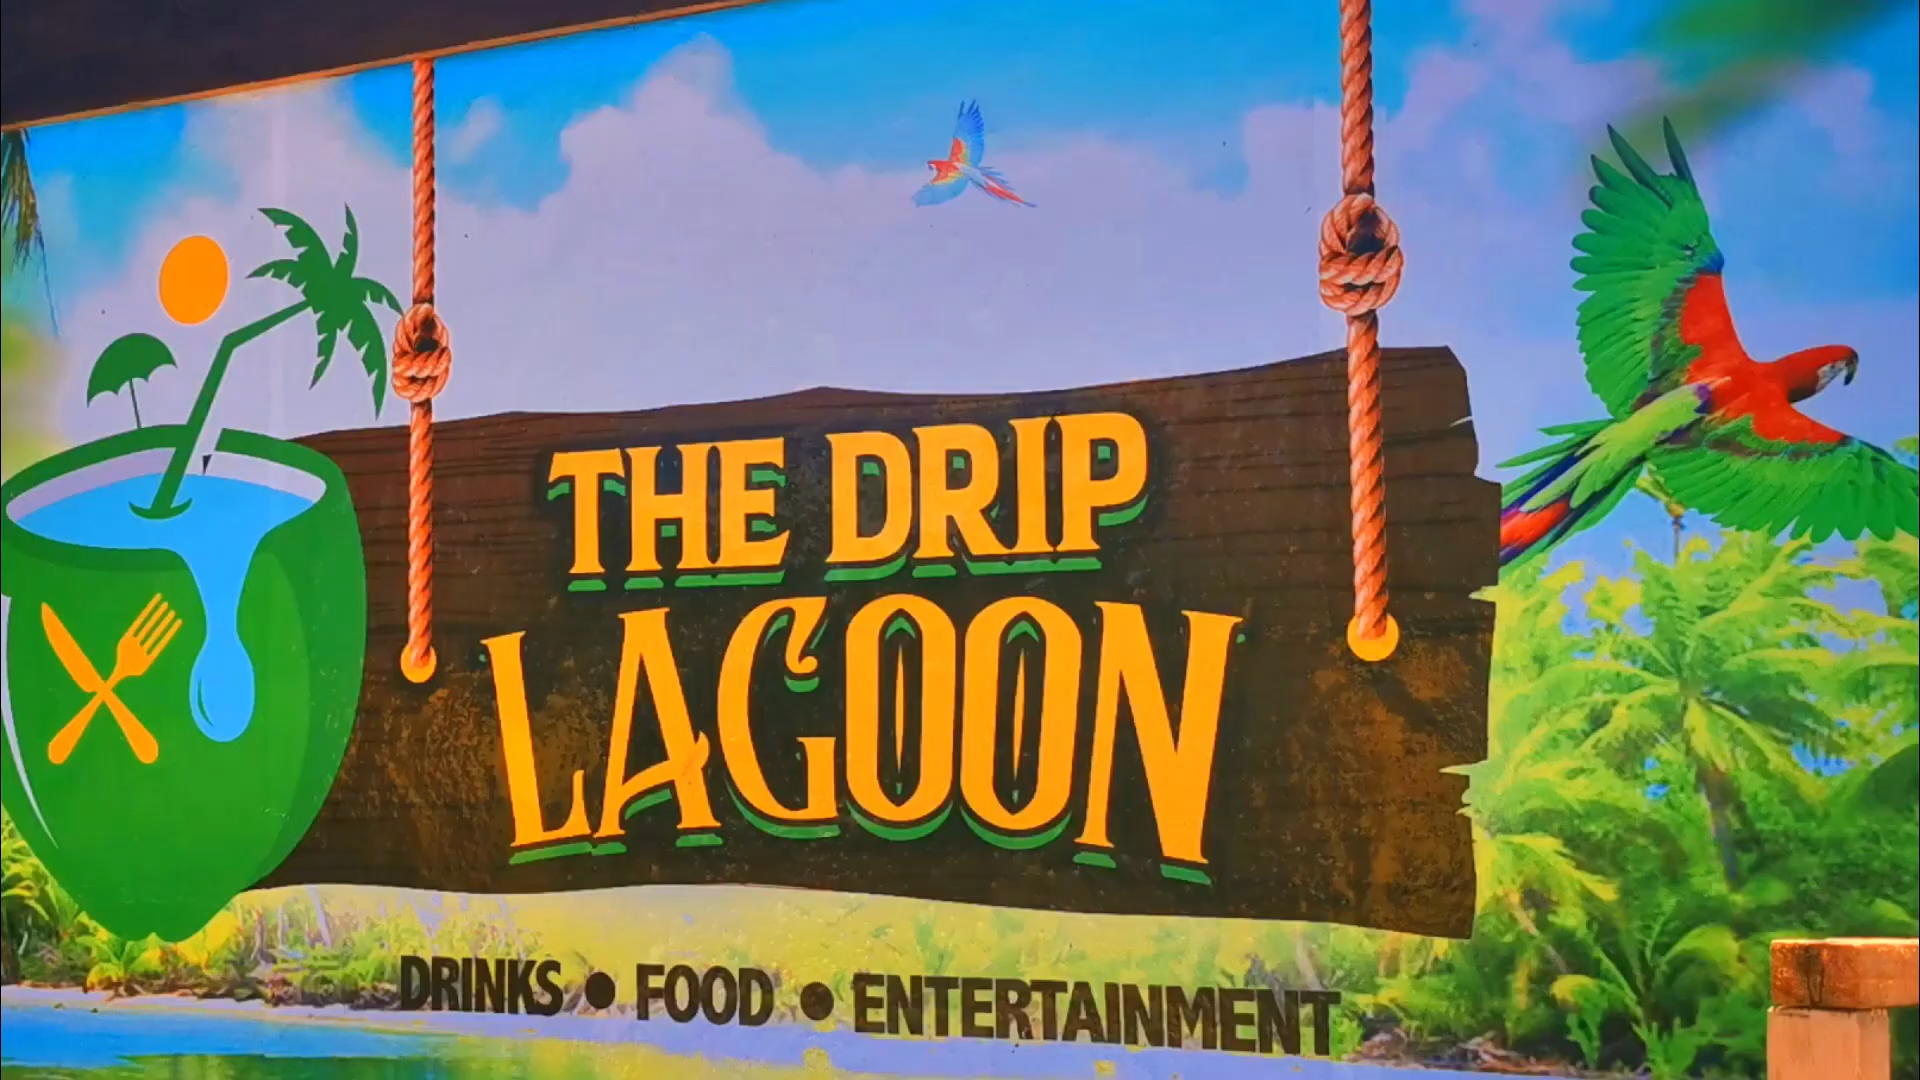 THE DRIP
LAGOON
DRINKS • FOOD • ENTERTAINMENT